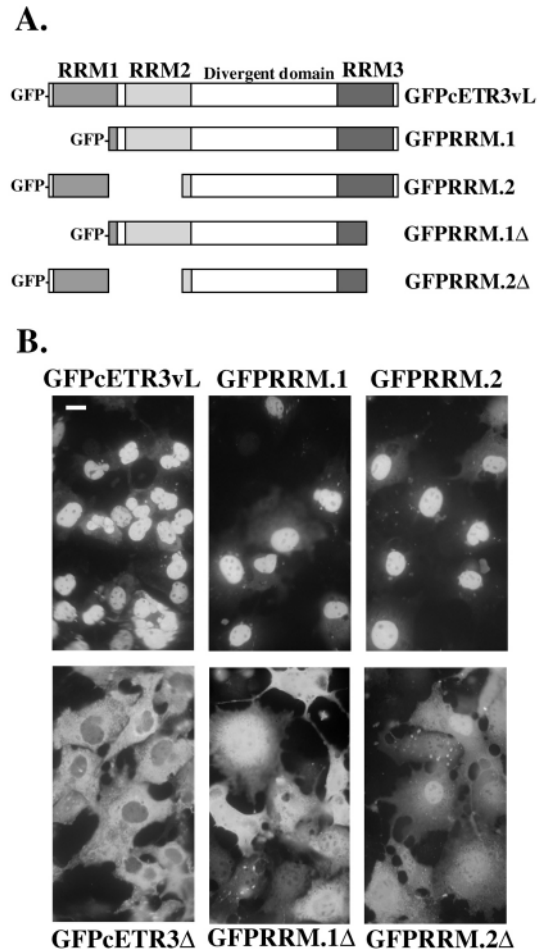 A.
RRM1 RRM2 Divergent domain RRM3
GFP- GFPcETR3vL
GFP- GFPRRM.1
GFP- GFPRRM.2
GFP- GFPRRM.1Δ
GFP- GFPRRM.2Δ
B.
GFPcETR3vL GFPRRM.1 GFPRRM.2
GFPcETR3Δ GFPRRM.1Δ GFPRRM.2Δ